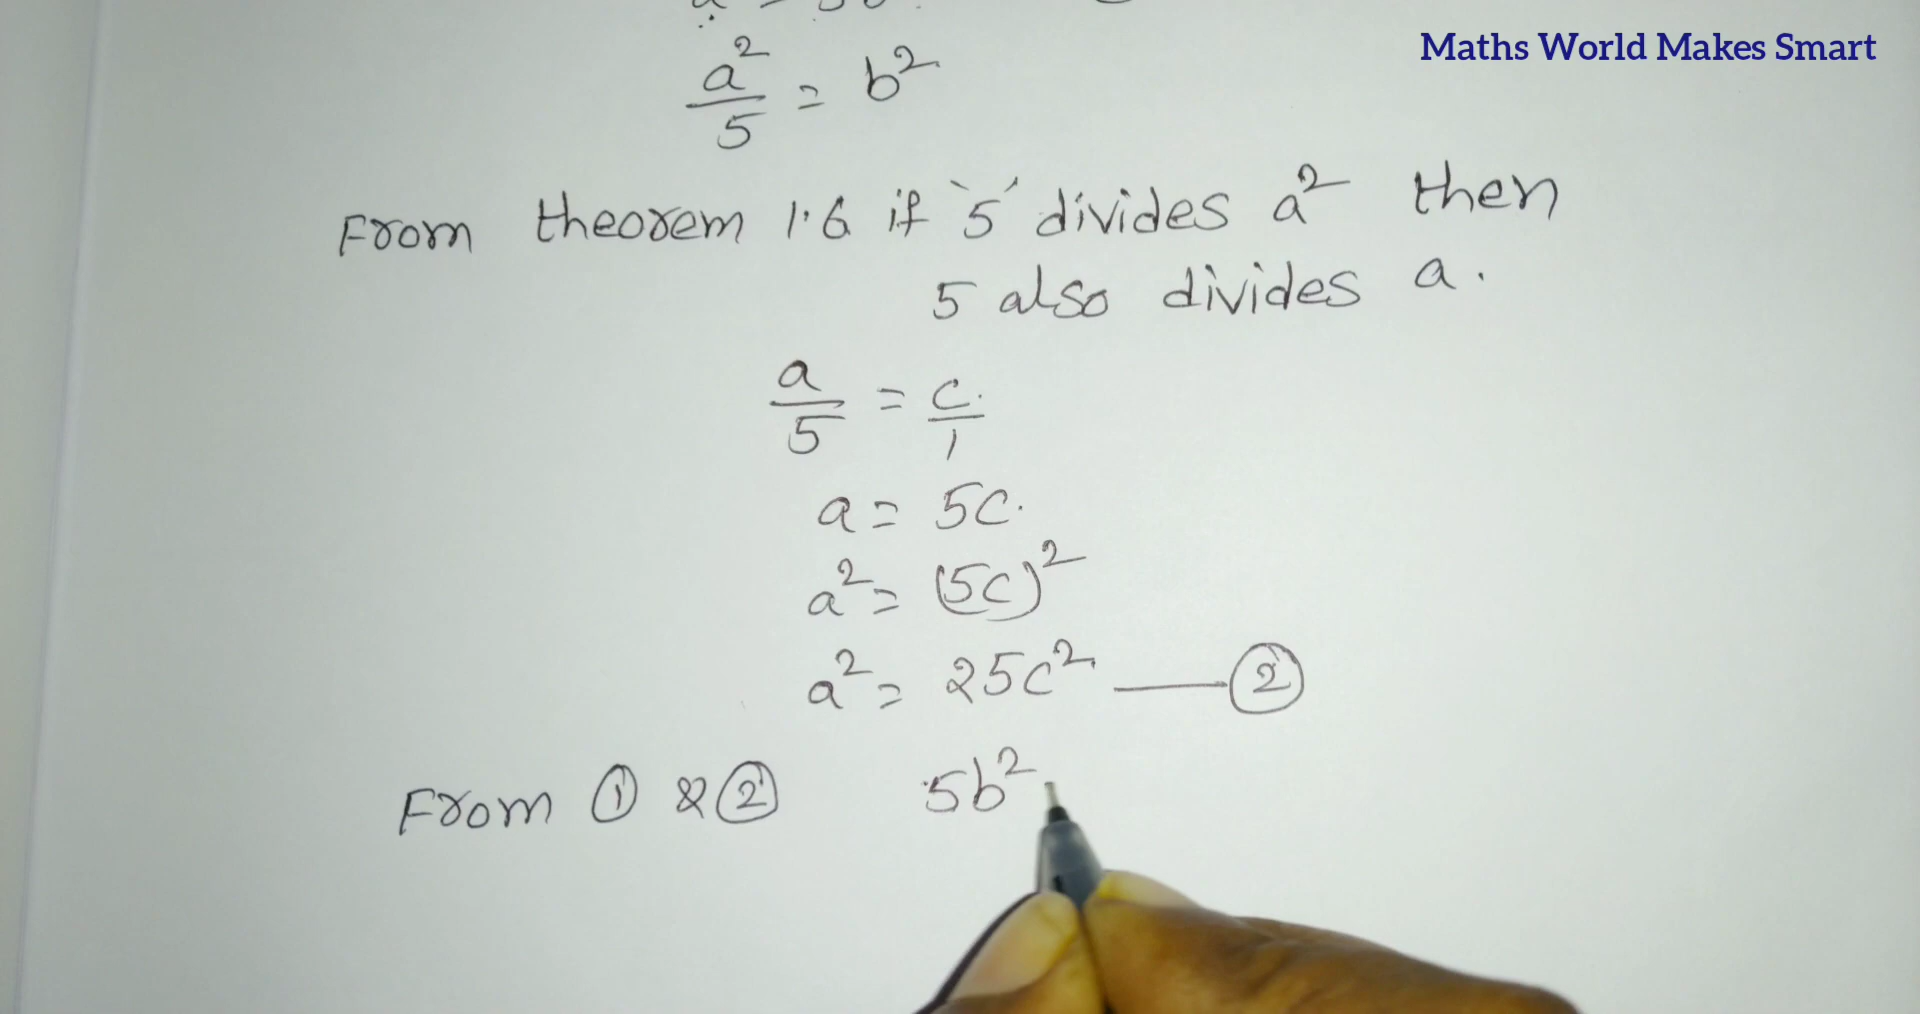 Maths World Makes Smart
a²/5 = b²
From theorem 1.6 if '5' divides a² then
5 also divides a.
a/5 = c/1
a = 5c.
a² = (5c)²
a² = 25c² —— ②
From ① & ② 5b²